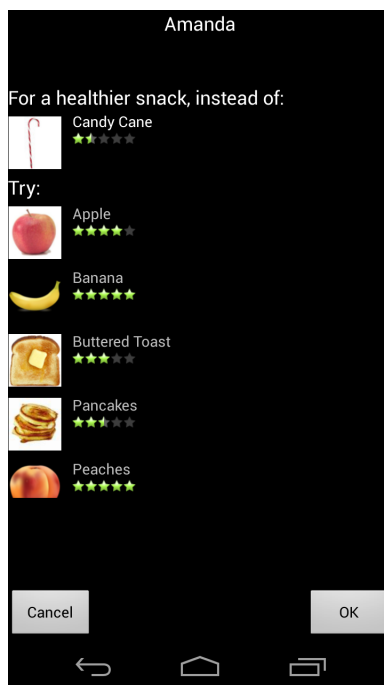 Amanda
For a healthier snack, instead of:
Candy Cane
Try:
Apple
Banana
Buttered Toast
Pancakes
Peaches
Cancel
OK